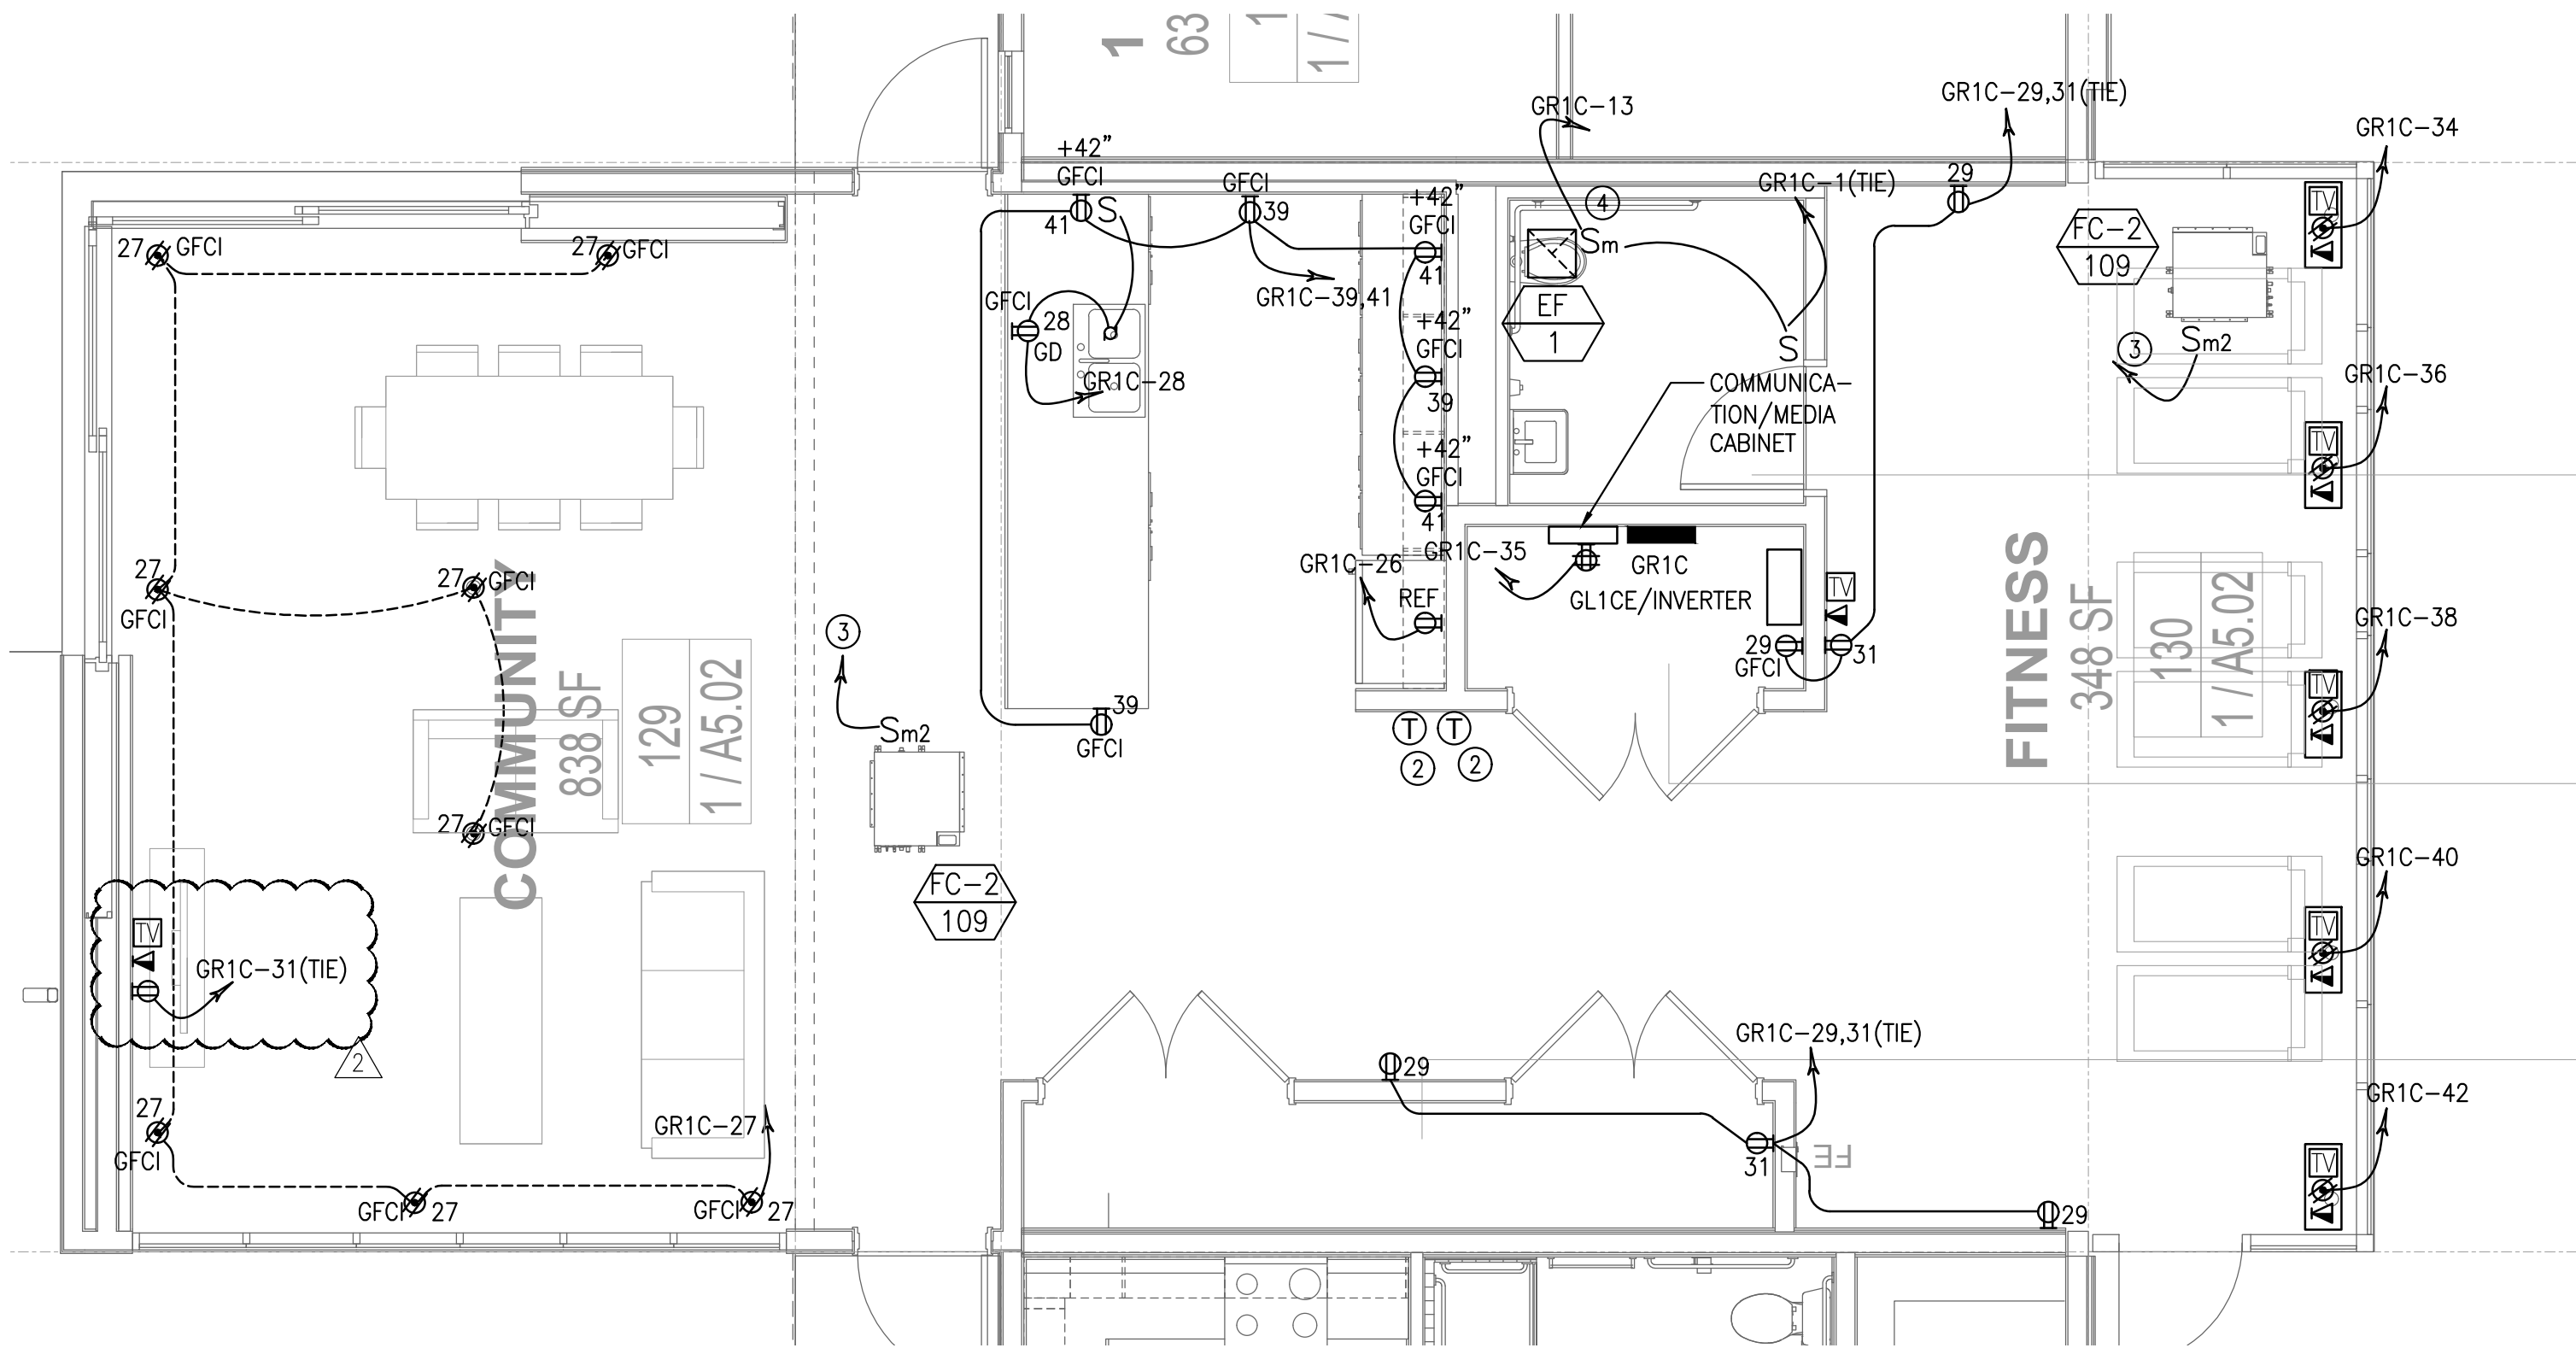 1
63
1
1 / A
GR1C-13
GR1C-29,31(TIE)
GR1C-34
+42"
GFCI
41
S
GFCI
39
+42"
GFCI
41
GR1C-39,41
4
GR1C-1(TIE)
Sm
S
EF
1
29
FC-2
109
TV
3
Sm2
27
GFCI
27
GFCI
GFCI
28
GD
GR1C-28
+42"
GFCI
39
+42"
GFCI
41
COMMUNICA-
TION/MEDIA
CABINET
GR1C-36
TV
27
GFCI
27
GFCI
COMMUNITY
838 SF
129
1 / A5.02
3
Sm2
FC-2
109
GR1C-26
REF
GR1C-35
GR1C
GL1CE/INVERTER
TV
29
GFCI
31
FITNESS
348 SF
130
1 / A5.02
GR1C-38
TV
39
GFCI
T
T
2
2
27
GFCI
TV
GR1C-31(TIE)
2
GR1C-40
TV
27
GFCI
GR1C-27
GFCI
27
GFCI
27
29
GR1C-29,31(TIE)
31
FE
29
GR1C-42
TV